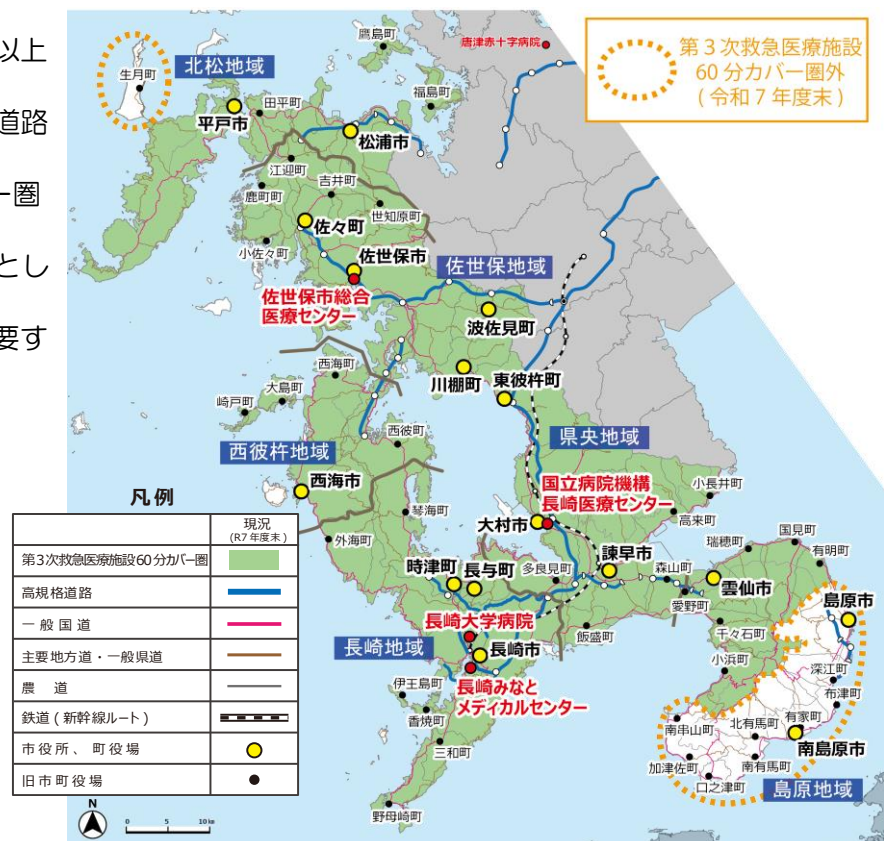 以上
道路
ー圏
とし
要す
第３次救急医療施設
60分カバー圏外
(令和７年度末)
唐津赤十字病院
鷹島町
生月町
北松地域
福島町
田平町
平戸市
松浦市
江迎町
吉井町
鹿町町
世知原町
佐々町
小佐々町
佐世保市
佐世保地域
佐世保市総合
医療センター
波佐見町
西海町
川棚町
東彼杵町
大島町
崎戸町
西彼町
西彼杵地域
県央地域
西海市
国立病院機構
長崎医療センター
小長井町
琴海町
大村市
高来町
外海町
瑞穂町
国見町
時津町
長与町
多良見町
諫早市
森山町
有明町
雲仙市
愛野町
島原市
長崎大学病院
飯盛町
千々石町
長崎地域
長崎市
小浜町
深江町
伊王島町
長崎みなと
メディカルセンター
布津町
香焼町
有家町
南串山町
北有馬町
三和町
南島原市
加津佐町
南有馬町
口之津町
島原地域
野母崎町
凡例
現況
(R7年度末)
第3次救急医療施設60分カバー圏
高規格道路
一般国道
主要地方道・一般県道
農 道
鉄道(新幹線ルート)
市役所、町役場
旧市町役場
N
0 5 10㎞